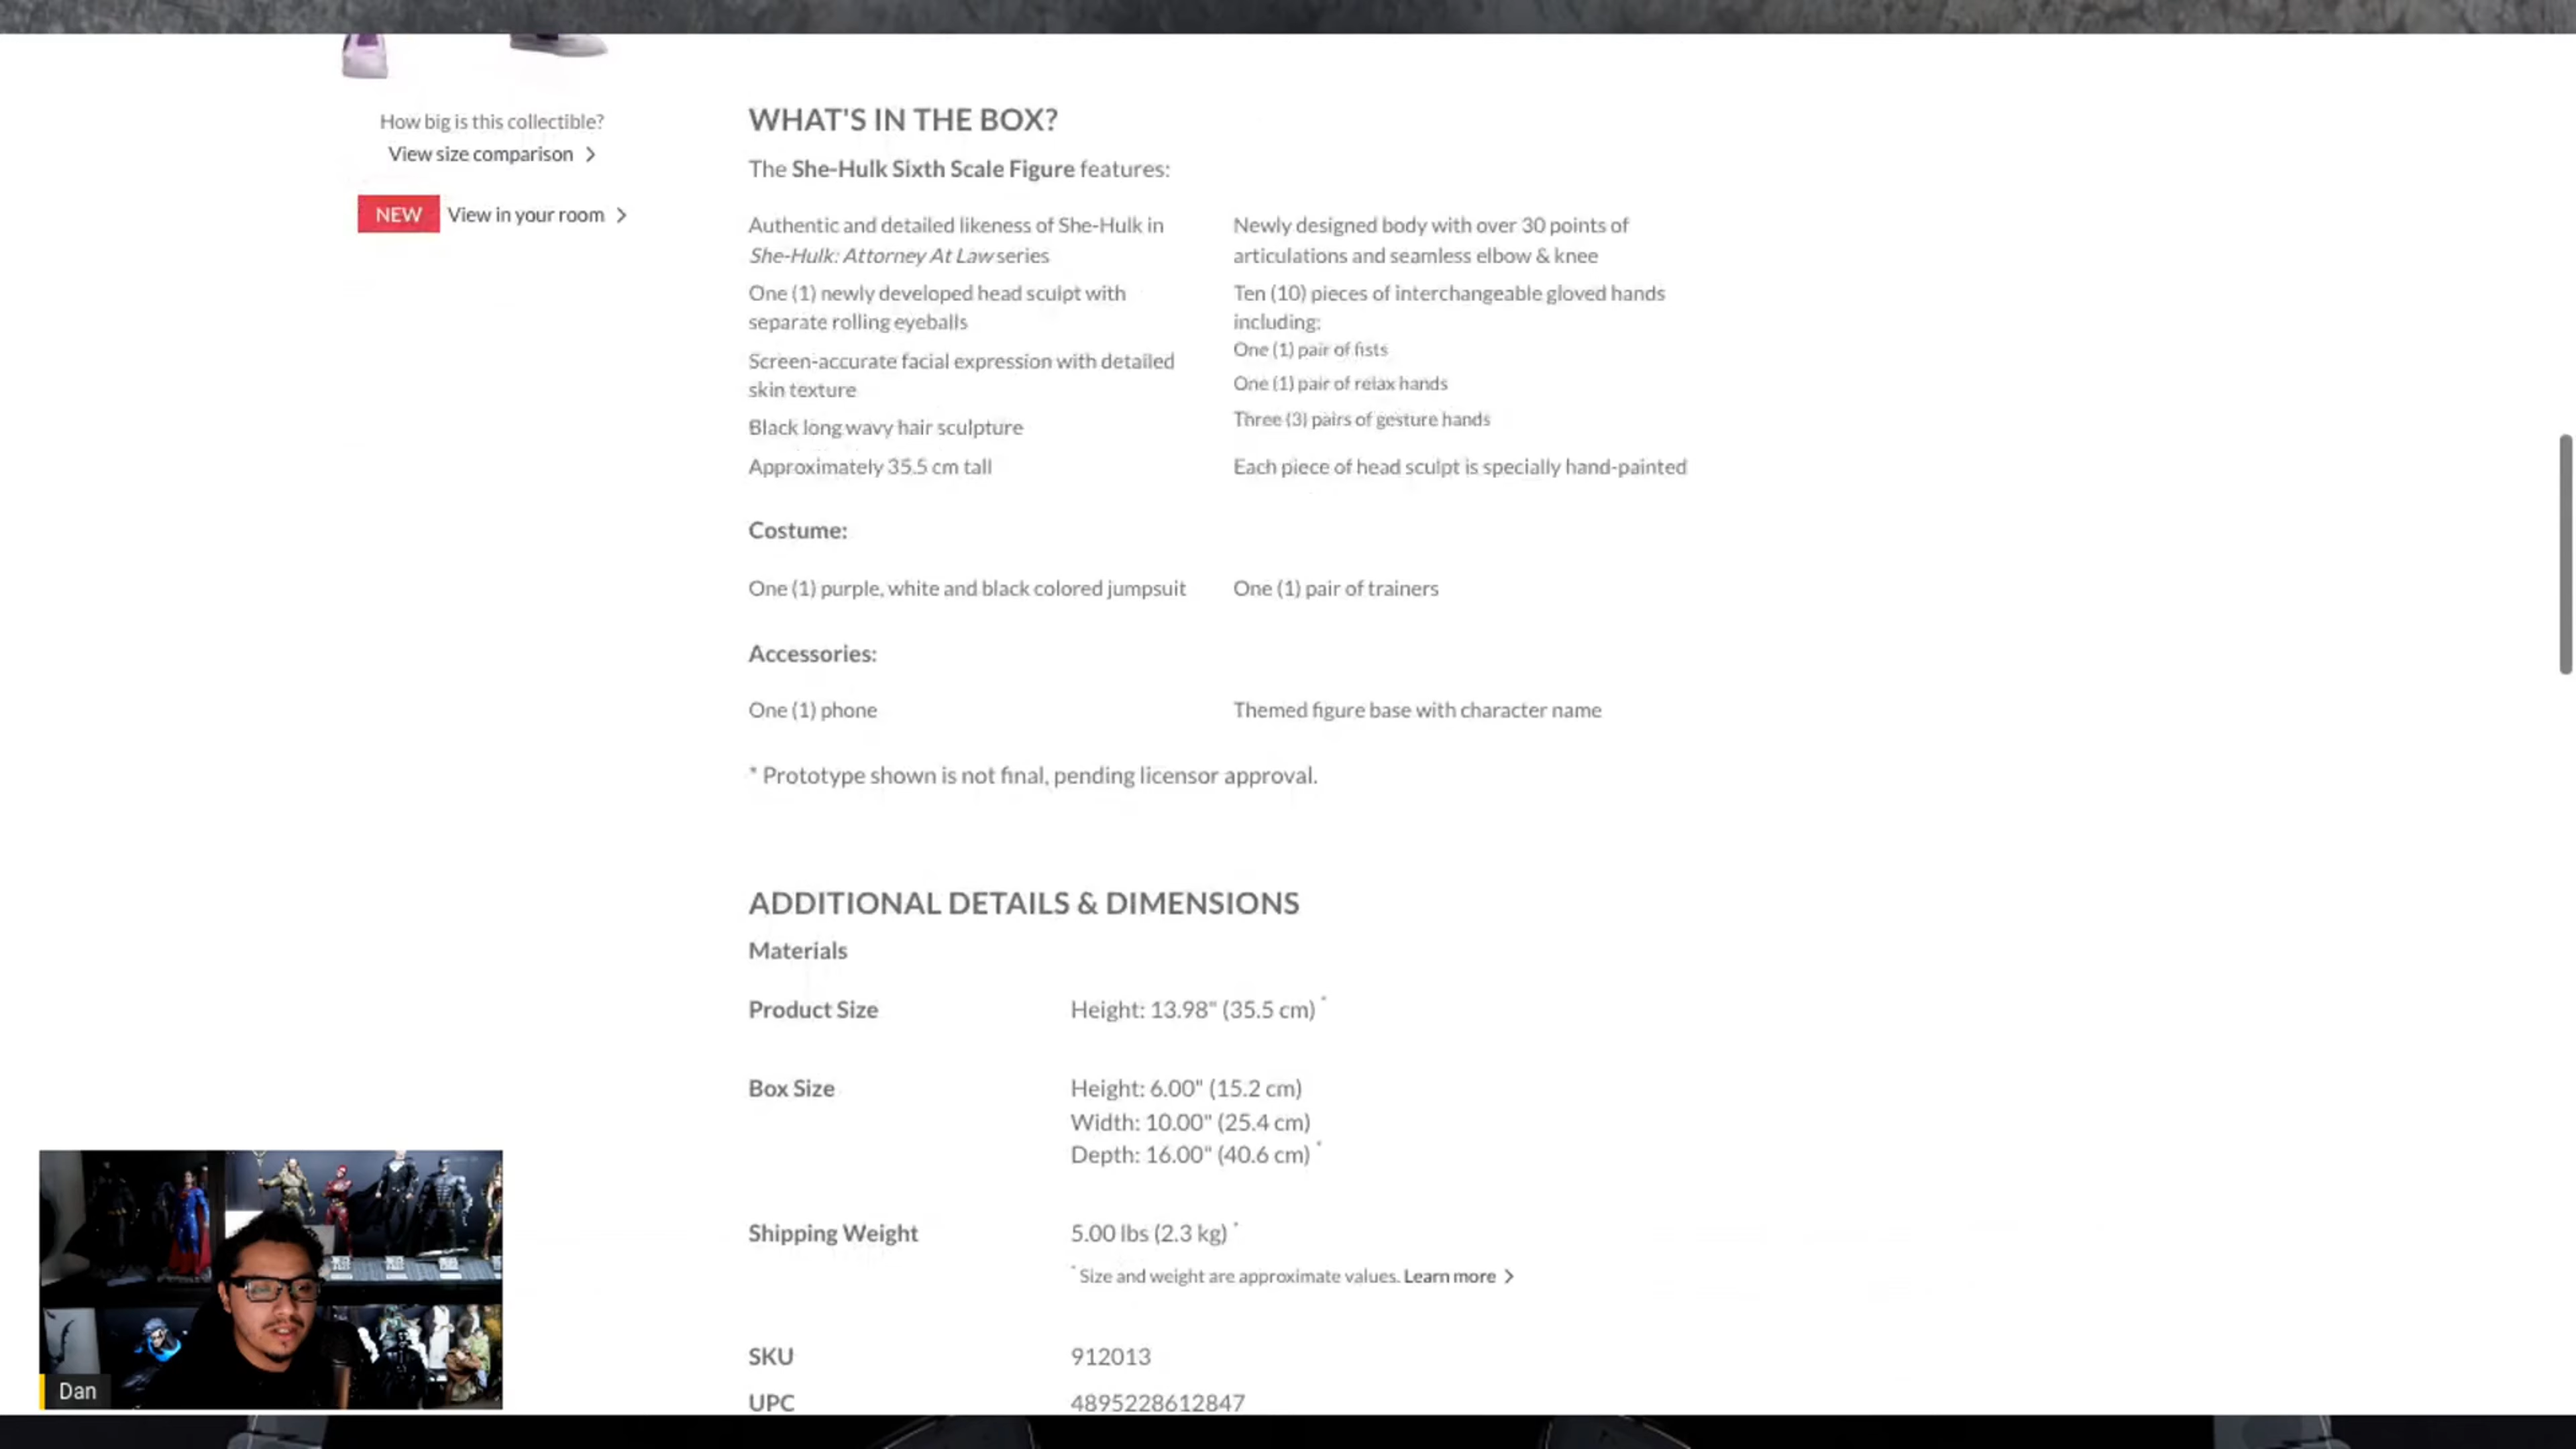 How big is this collectible?
View size comparison
NEW View in your room
WHAT'S IN THE BOX?
The She-Hulk Sixth Scale Figure features:
Authentic and detailed likeness of She-Hulk in
She-Hulk: Attorney At Law series
One (1) newly developed head sculpt with
separate rolling eyeballs
Screen-accurate facial expression with detailed
skin texture
Black long wavy hair sculpture
Approximately 35.5 cm tall
Newly designed body with over 30 points of
articulations and seamless elbow & knee
Ten (10) pieces of interchangeable gloved hands
including:
One (1) pair of fists
One (1) pair of relax hands
Three (3) pairs of gesture hands
Each piece of head sculpt is specially hand-painted
Costume:
One (1) purple, white and black colored jumpsuit
One (1) pair of trainers
Accessories:
One (1) phone
Themed figure base with character name
* Prototype shown is not final, pending licensor approval.
ADDITIONAL DETAILS & DIMENSIONS
Materials
Product Size
Height: 13.98" (35.5 cm) *
Box Size
Height: 6.00" (15.2 cm)
Width: 10.00" (25.4 cm)
Depth: 16.00" (40.6 cm) *
Shipping Weight
5.00 lbs (2.3 kg) *
* Size and weight are approximate values. Learn more
SKU
912013
UPC
4895228612847
Dan